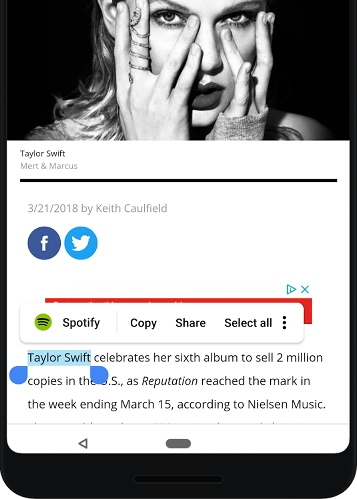 Taylor Swift
Mert & Marcus
3/21/2018 by Keith Caulfield
Spotify Copy Share Select all
Taylor Swift celebrates her sixth album to sell 2 million
copies in the U.S., as Reputation reached the mark in
the week ending March 15, according to Nielsen Music.